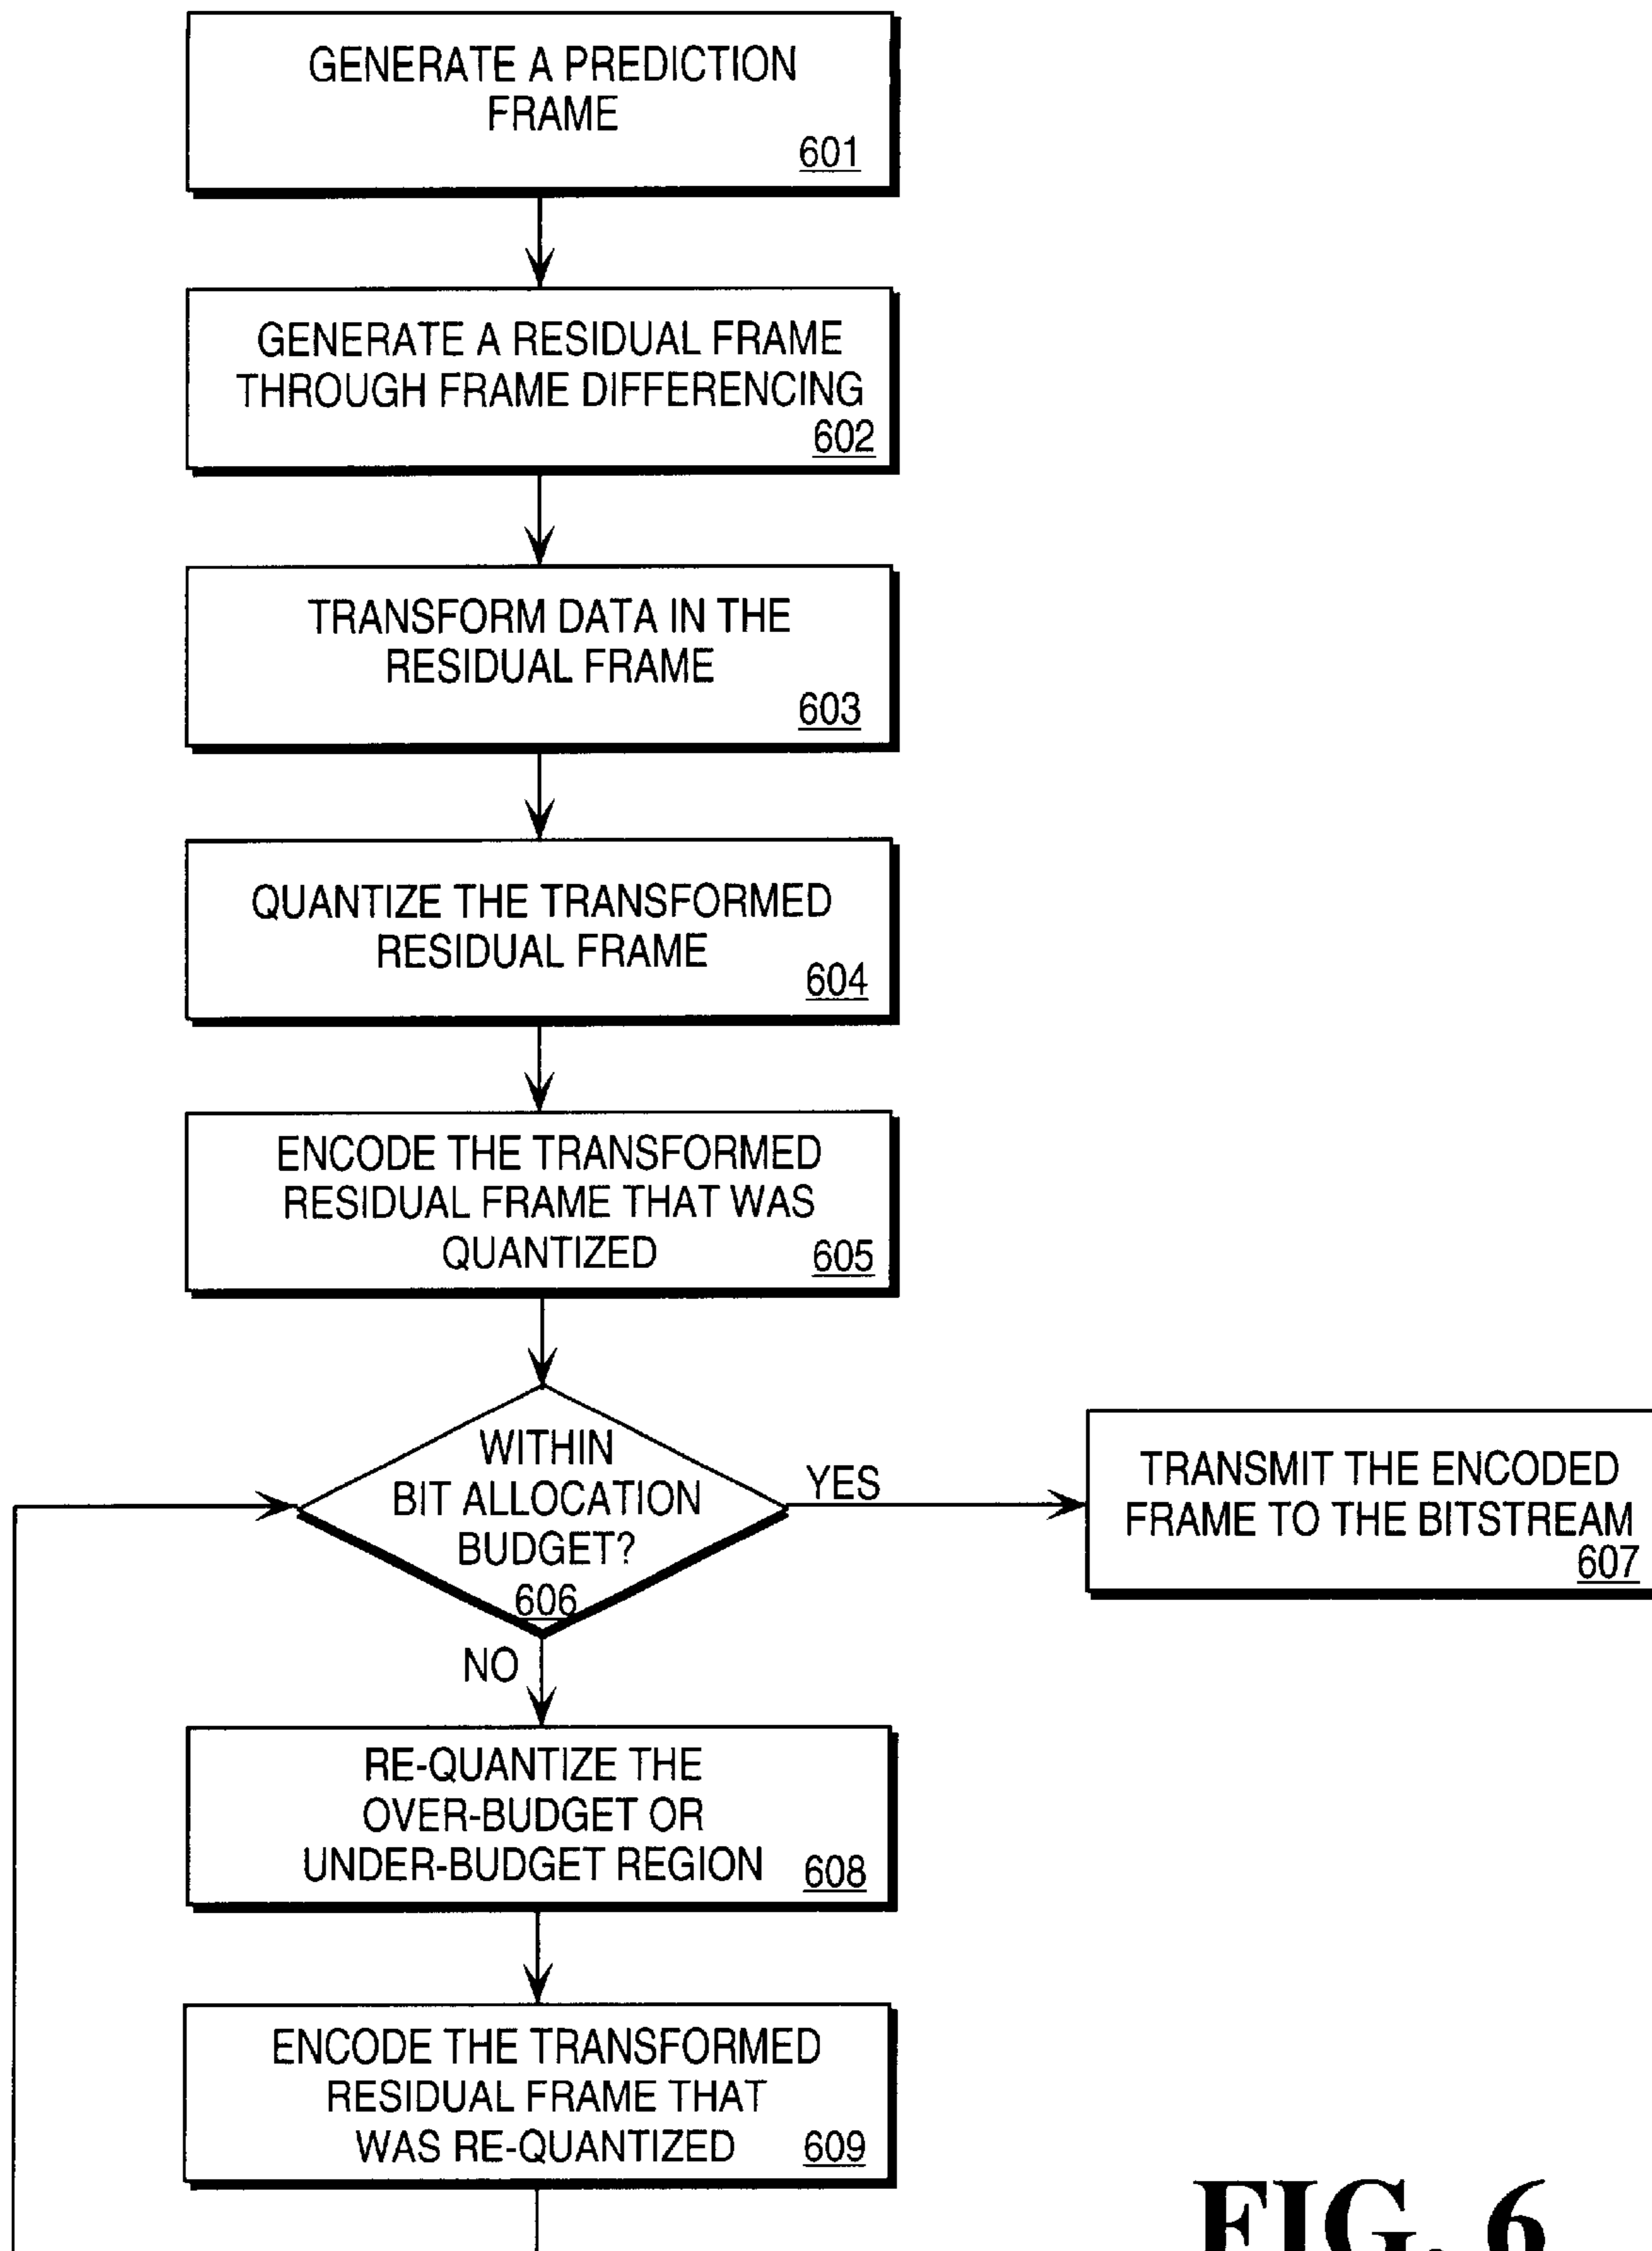 GENERATE A PREDICTION
FRAME
601
GENERATE A RESIDUAL FRAME
THROUGH FRAME DIFFERENCING
602
TRANSFORM DATA IN THE
RESIDUAL FRAME
603
QUANTIZE THE TRANSFORMED
RESIDUAL FRAME
604
ENCODE THE TRANSFORMED
RESIDUAL FRAME THAT WAS
QUANTIZED
605
WITHIN
BIT ALLOCATION
BUDGET?
606
YES
TRANSMIT THE ENCODED
FRAME TO THE BITSTREAM
607
NO
RE-QUANTIZE THE
OVER-BUDGET OR
UNDER-BUDGET REGION
608
ENCODE THE TRANSFORMED
RESIDUAL FRAME THAT
WAS RE-QUANTIZED
609
FIG. 6